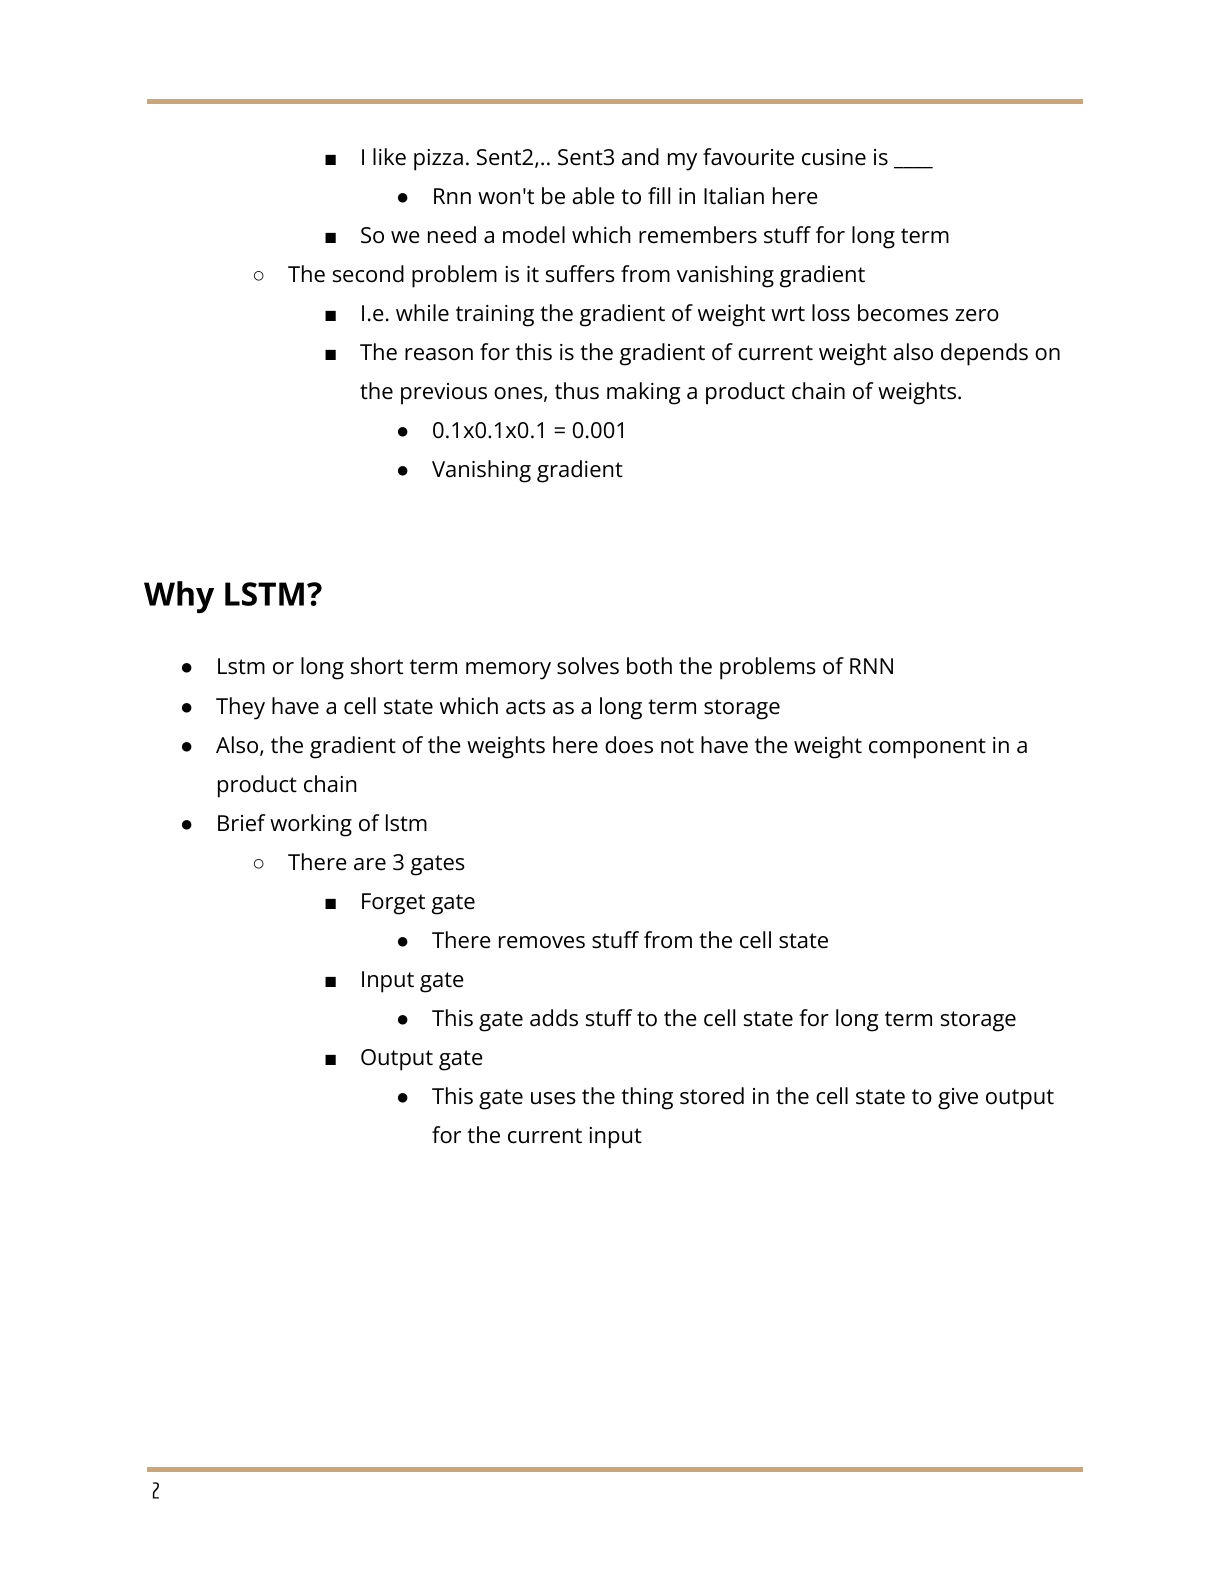 ■ I like pizza. Sent2,.. Sent3 and my favourite cusine is ____
● Rnn won't be able to fill in Italian here
■ So we need a model which remembers stuff for long term
○ The second problem is it suffers from vanishing gradient
■ I.e. while training the gradient of weight wrt loss becomes zero
■ The reason for this is the gradient of current weight also depends on
the previous ones, thus making a product chain of weights.
● 0.1x0.1x0.1 = 0.001
● Vanishing gradient
Why LSTM?
● Lstm or long short term memory solves both the problems of RNN
● They have a cell state which acts as a long term storage
● Also, the gradient of the weights here does not have the weight component in a
product chain
● Brief working of lstm
○ There are 3 gates
■ Forget gate
● There removes stuff from the cell state
■ Input gate
● This gate adds stuff to the cell state for long term storage
■ Output gate
● This gate uses the thing stored in the cell state to give output
for the current input
2